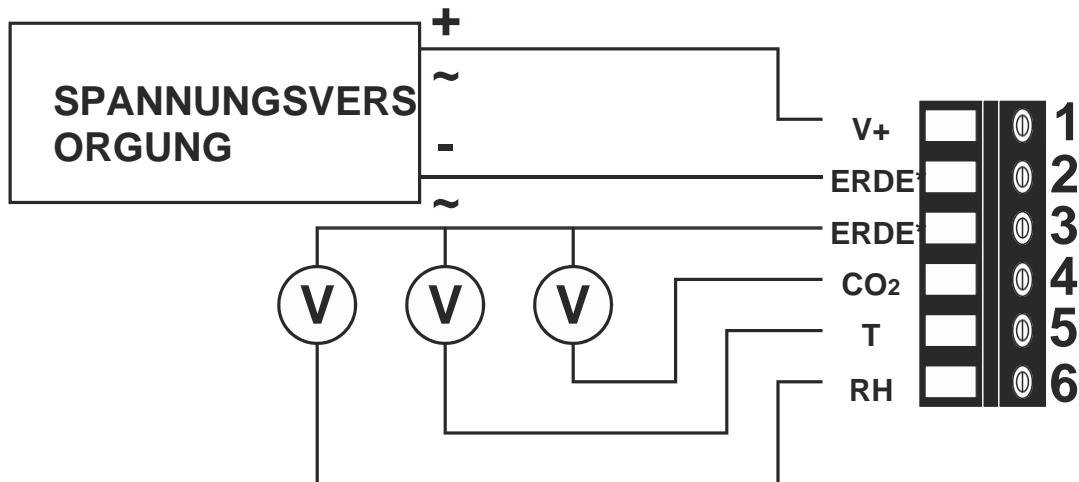 +
~
SPANNUNGSVERS
ORGUNG
-
~
V+ 1
ERDE* 2
ERDE* 3
V V V
CO2 4
T 5
RH 6